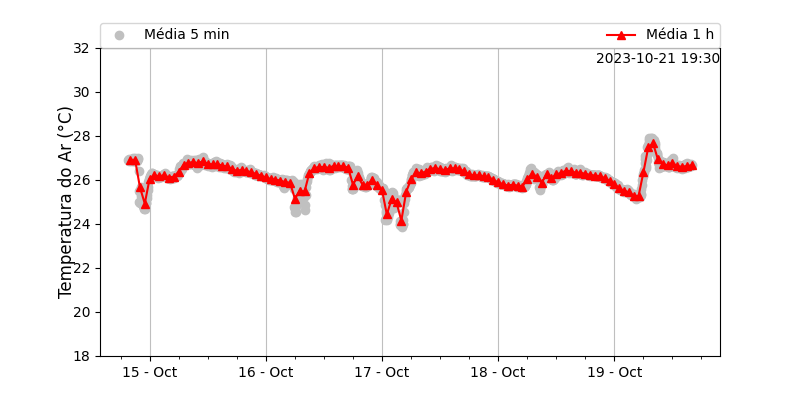 Média 5 min
Média 1 h
2023-10-21 19:30
Temperatura do Ar (°C)
32
30
28
26
24
22
20
18
15 - Oct
16 - Oct
17 - Oct
18 - Oct
19 - Oct